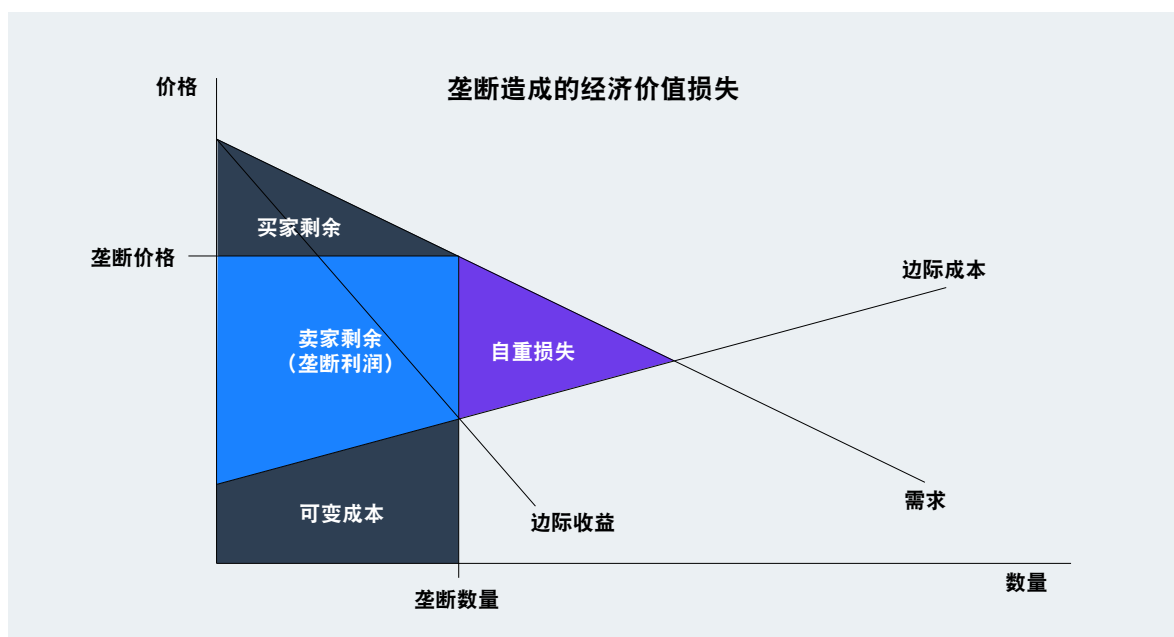 垄断造成的经济价值损失
价格
买家剩余
垄断价格
边际成本
卖家剩余
（垄断利润）
自重损失
需求
可变成本
边际收益
数量
垄断数量